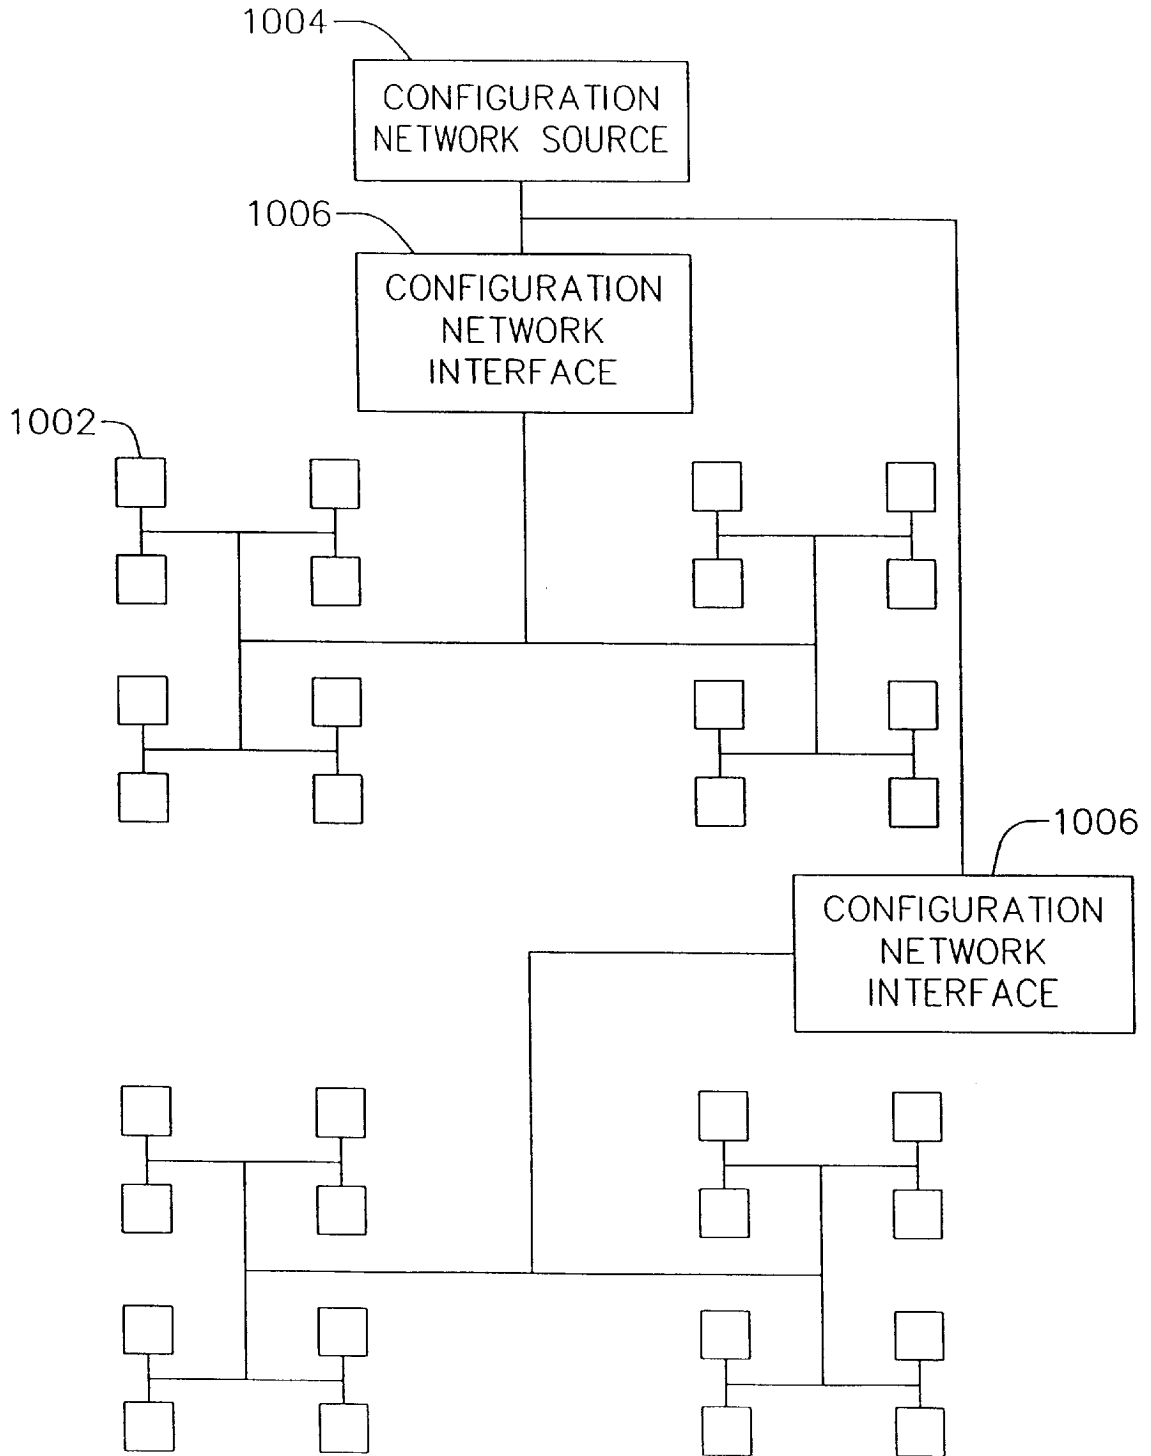 1004
CONFIGURATION
NETWORK SOURCE
1006
CONFIGURATION
NETWORK
INTERFACE
1002
1006
CONFIGURATION
NETWORK
INTERFACE